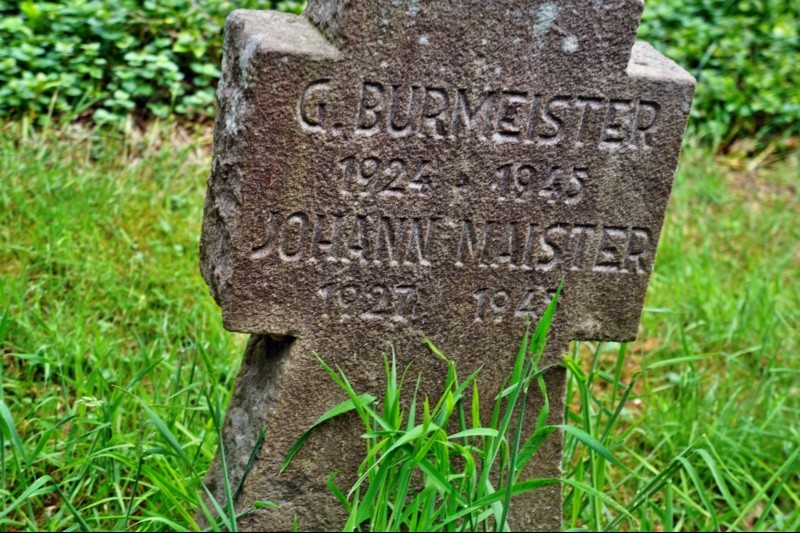 G. BURMEISTER
1924 - 1945
JOHANN MAISTER
1927 1945